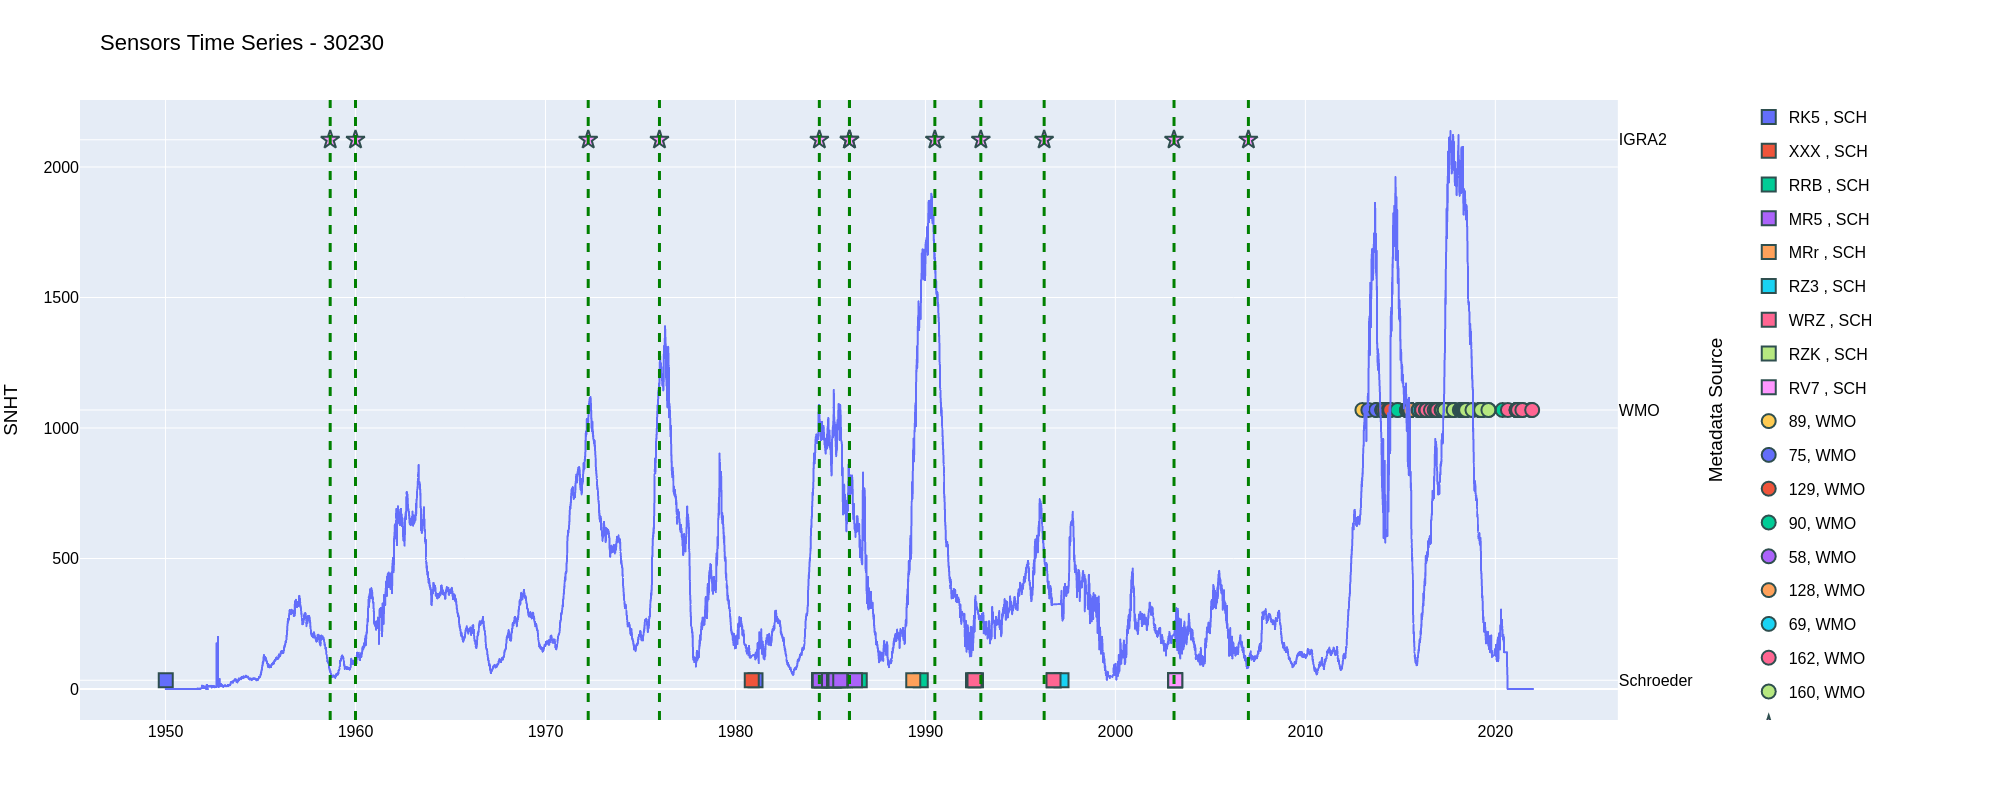 Sensors Time Series - 30230
SNHT
2000
1500
1000
500
0
1950
1960
1970
1980
1990
2000
2010
2020
IGRA2
WMO
Schroeder
Metadata Source
RK5 , SCH
XXX , SCH
RRB , SCH
MR5 , SCH
MRr , SCH
RZ3 , SCH
WRZ , SCH
RZK , SCH
RV7 , SCH
89, WMO
75, WMO
129, WMO
90, WMO
58, WMO
128, WMO
69, WMO
162, WMO
160, WMO